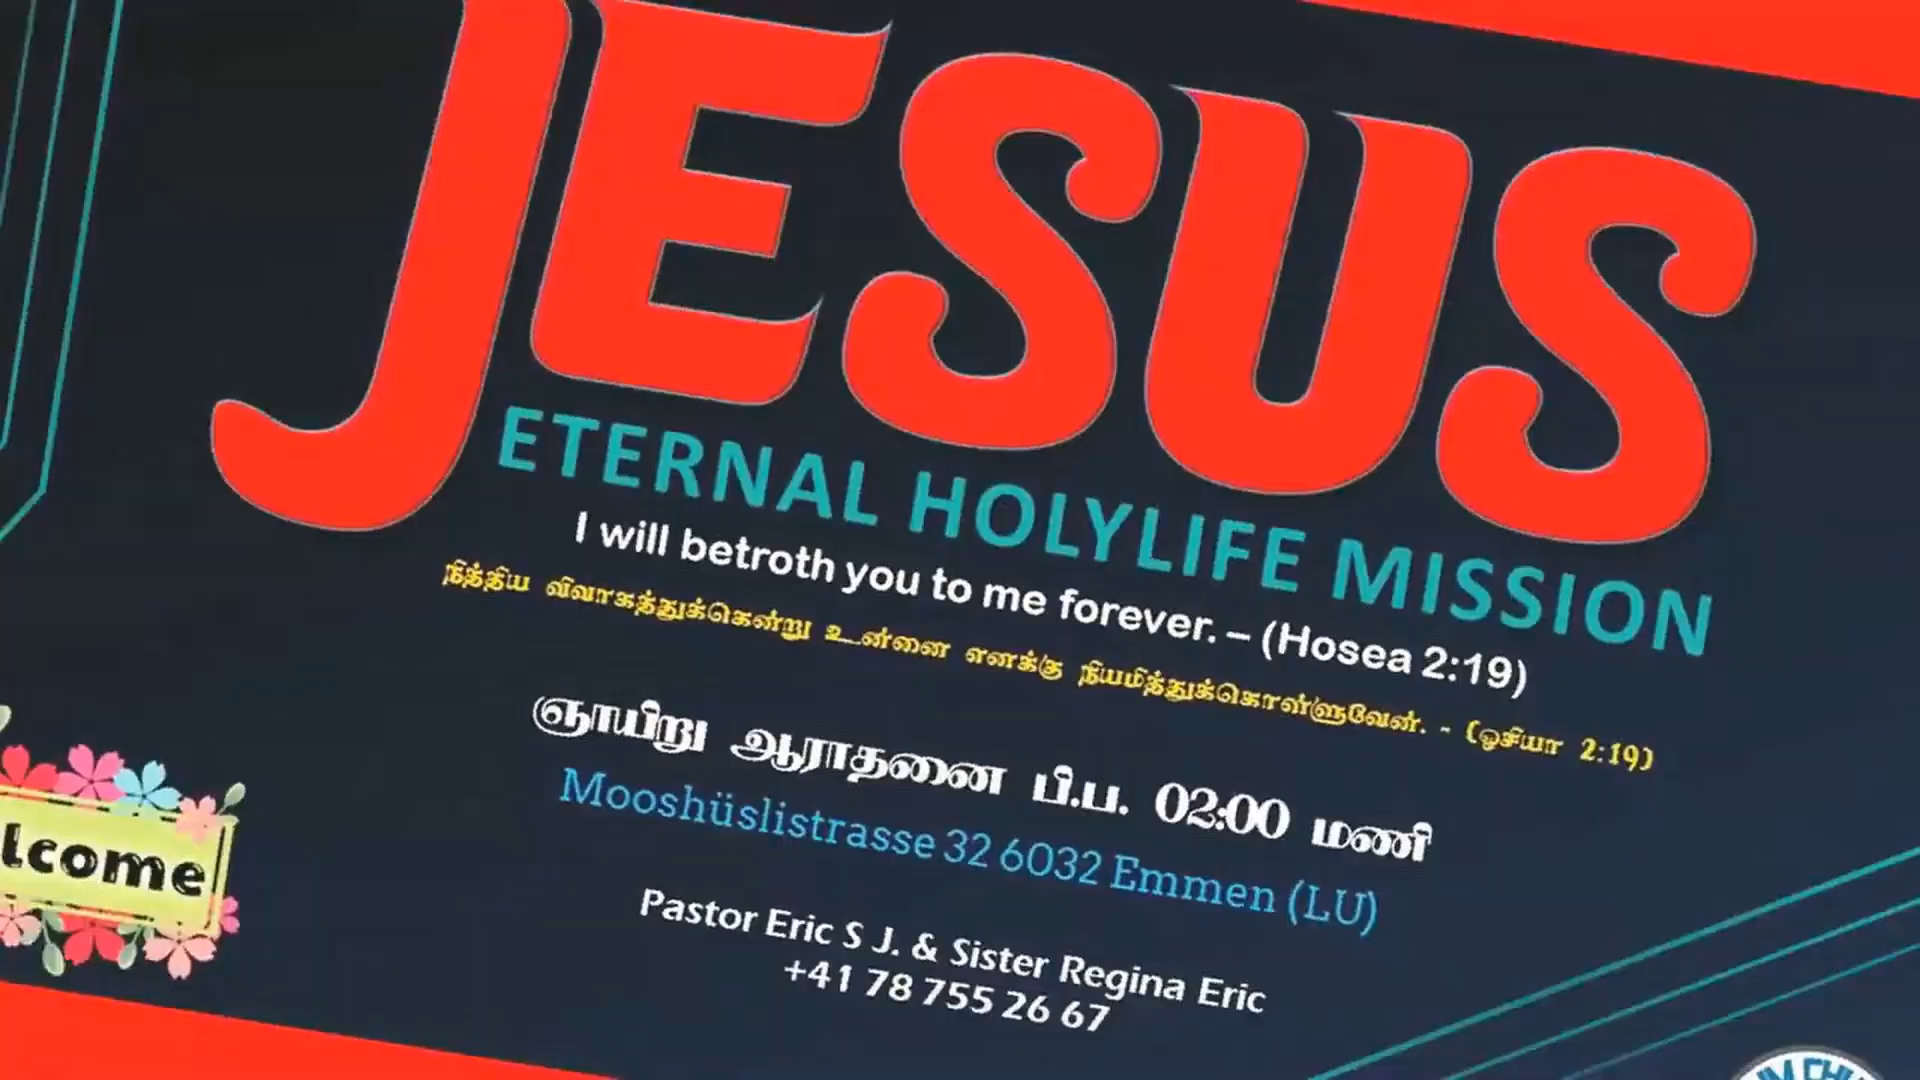 JESUS
ETERNAL HOLYLIFE MISSION
I will betroth you to me forever. – (Hosea 2:19)
நித்திய விவாகத்துக்கென்று உன்னை எனக்கு நியமித்துக்கொள்ளுவேன். - (ஓசியா 2:19)
ஞாயிறு ஆராதனை பி.ப. 02:00 மணி
Mooshüslistrasse 32 6032 Emmen (LU)
lcome
Pastor Eric S J. & Sister Regina Eric
+41 78 755 26 67